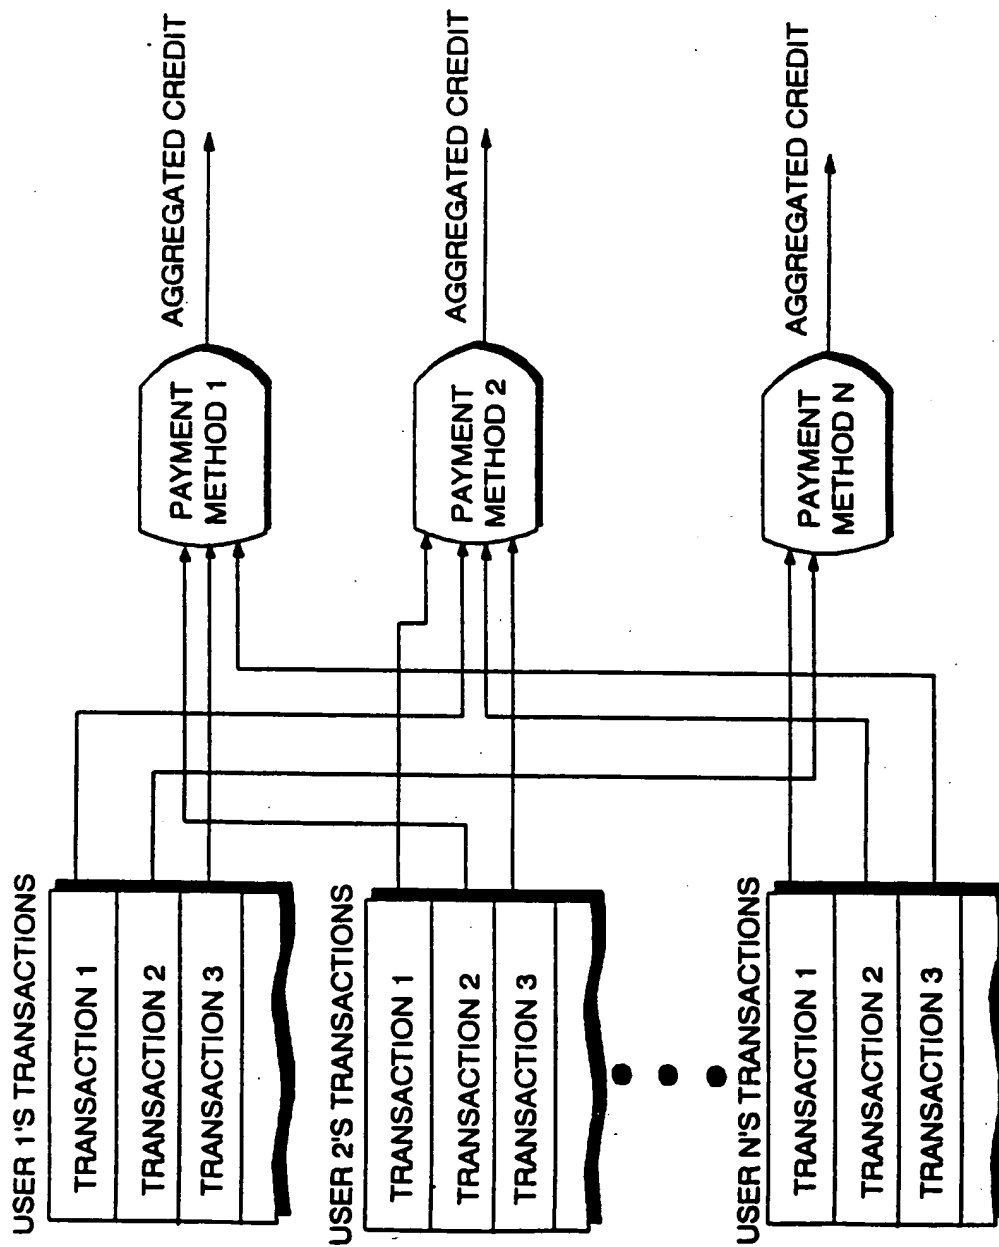 USER 1'S TRANSACTIONS
TRANSACTION 1
TRANSACTION 2
TRANSACTION 3
USER 2'S TRANSACTIONS
TRANSACTION 1
TRANSACTION 2
TRANSACTION 3
USER N'S TRANSACTIONS
TRANSACTION 1
TRANSACTION 2
TRANSACTION 3
PAYMENT
METHOD 1
PAYMENT
METHOD 2
PAYMENT
METHOD N
AGGREGATED CREDIT
AGGREGATED CREDIT
AGGREGATED CREDIT